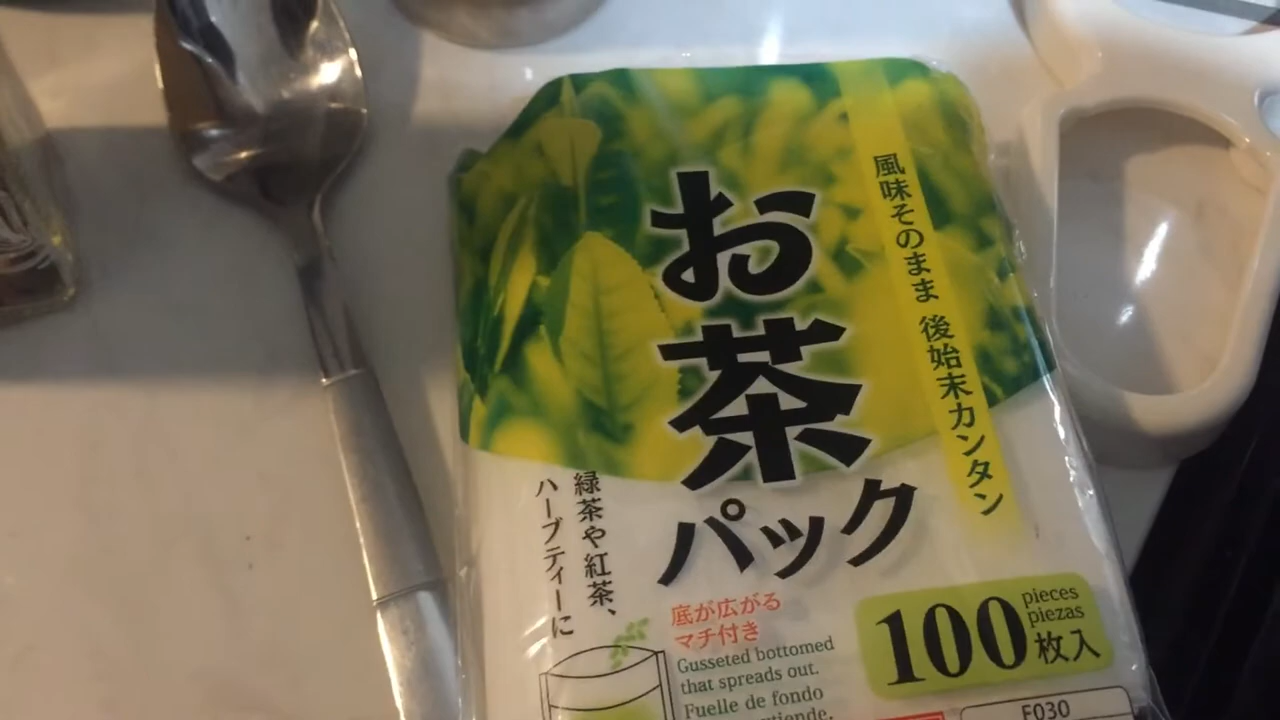 お茶
パック
風味そのまま 後始末カンタン
緑茶や紅茶、
ハーブティーに
底が広がる
マチ付き
Gusseted bottomed
that spreads out.
Fuelle de fondo
100
pieces
piezas
枚入
F030